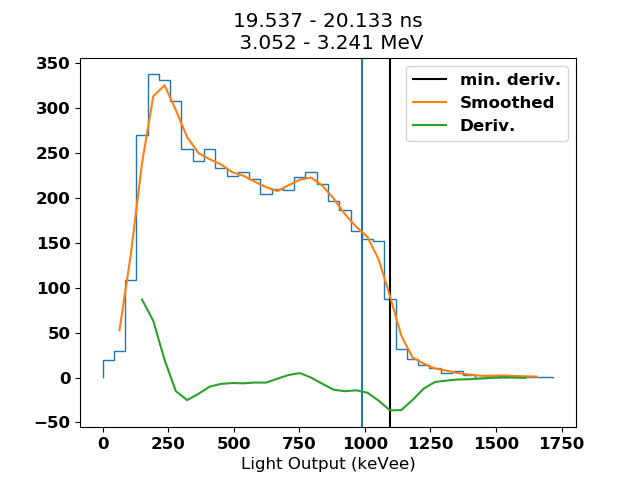 19.537 - 20.133 ns
3.052 - 3.241 MeV
350
300
250
200
150
100
50
0
−50
min. deriv.
Smoothed
Deriv.
0 250 500 750 1000 1250 1500 1750
Light Output (keVee)